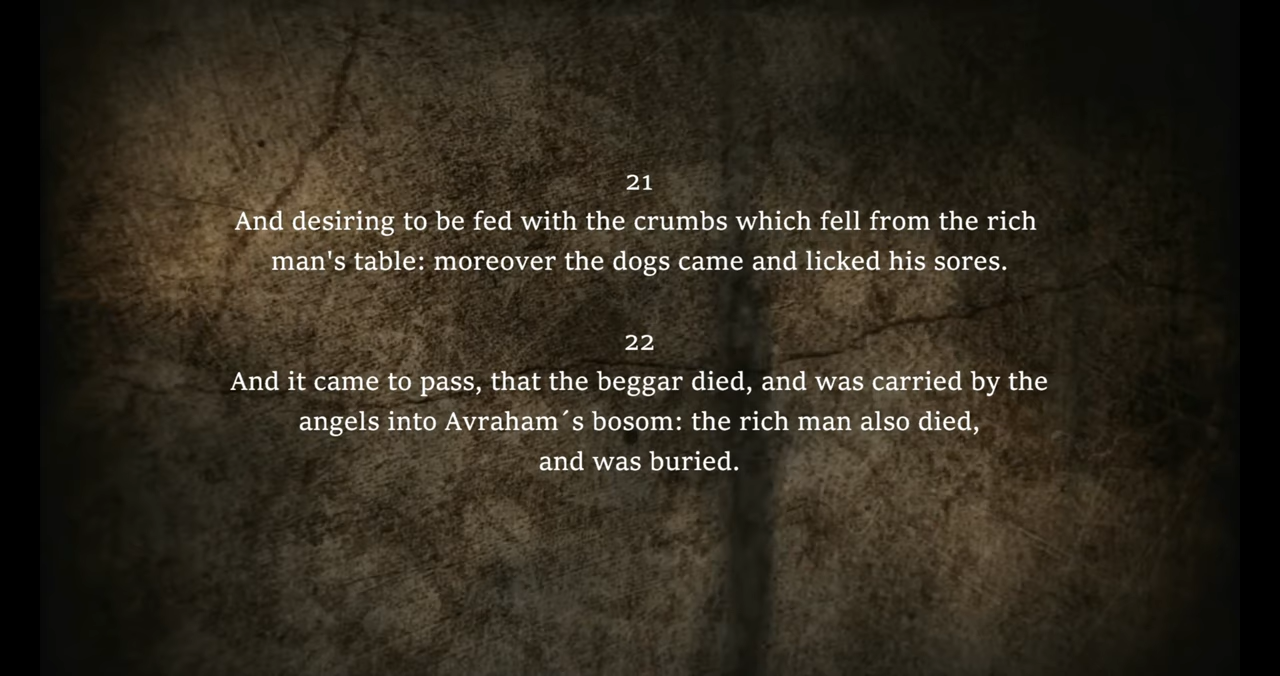 21
And desiring to be fed with the crumbs which fell from the rich
man's table: moreover the dogs came and licked his sores.
22
And it came to pass, that the beggar died, and was carried by the
angels into Avraham´s bosom: the rich man also died,
and was buried.